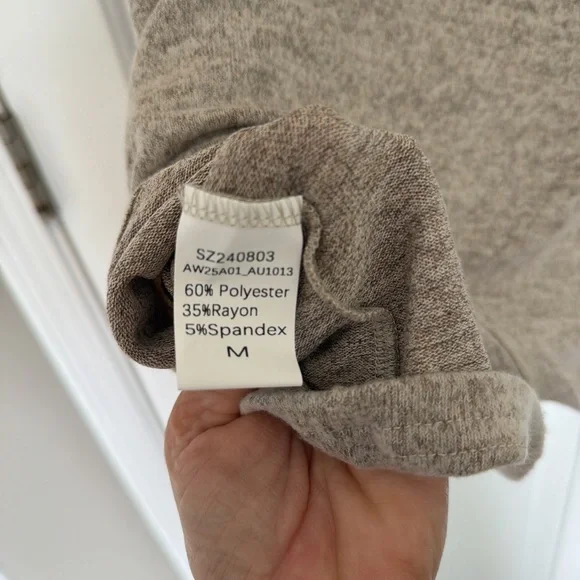 SZ240803
AW25A01_AU1013
60% Polyester
35%Rayon
5%Spandex
M